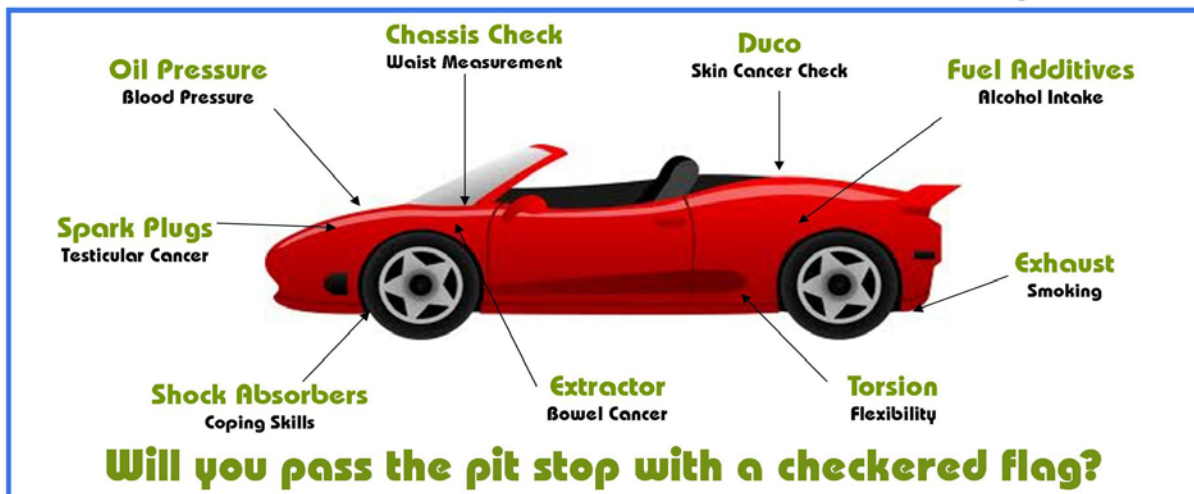 Chassis Check
Waist Measurement
Duco
Skin Cancer Check
Oil Pressure
Blood Pressure
Fuel Additives
Alcohol Intake
Spark Plugs
Testicular Cancer
Exhaust
Smoking
Shock Absorbers
Coping Skills
Extractor
Bowel Cancer
Torsion
Flexibility
Will you pass the pit stop with a checkered flag?